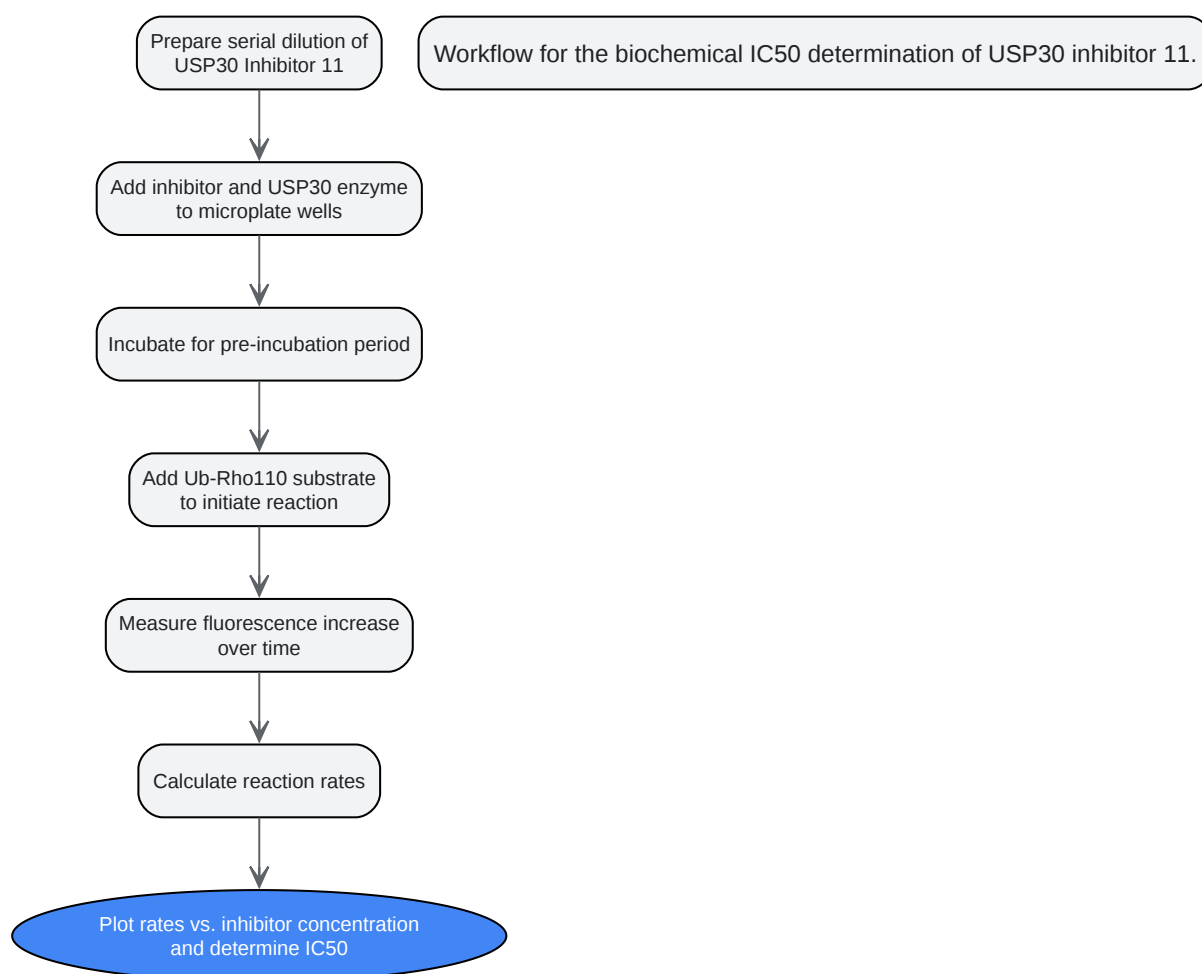 Prepare serial dilution of
USP30 Inhibitor 11
Workflow for the biochemical IC50 determination of USP30 inhibitor 11.
Add inhibitor and USP30 enzyme
to microplate wells
Incubate for pre-incubation period
Add Ub-Rho110 substrate
to initiate reaction
Measure fluorescence increase
over time
Calculate reaction rates
Plot rates vs. inhibitor concentration
and determine IC50